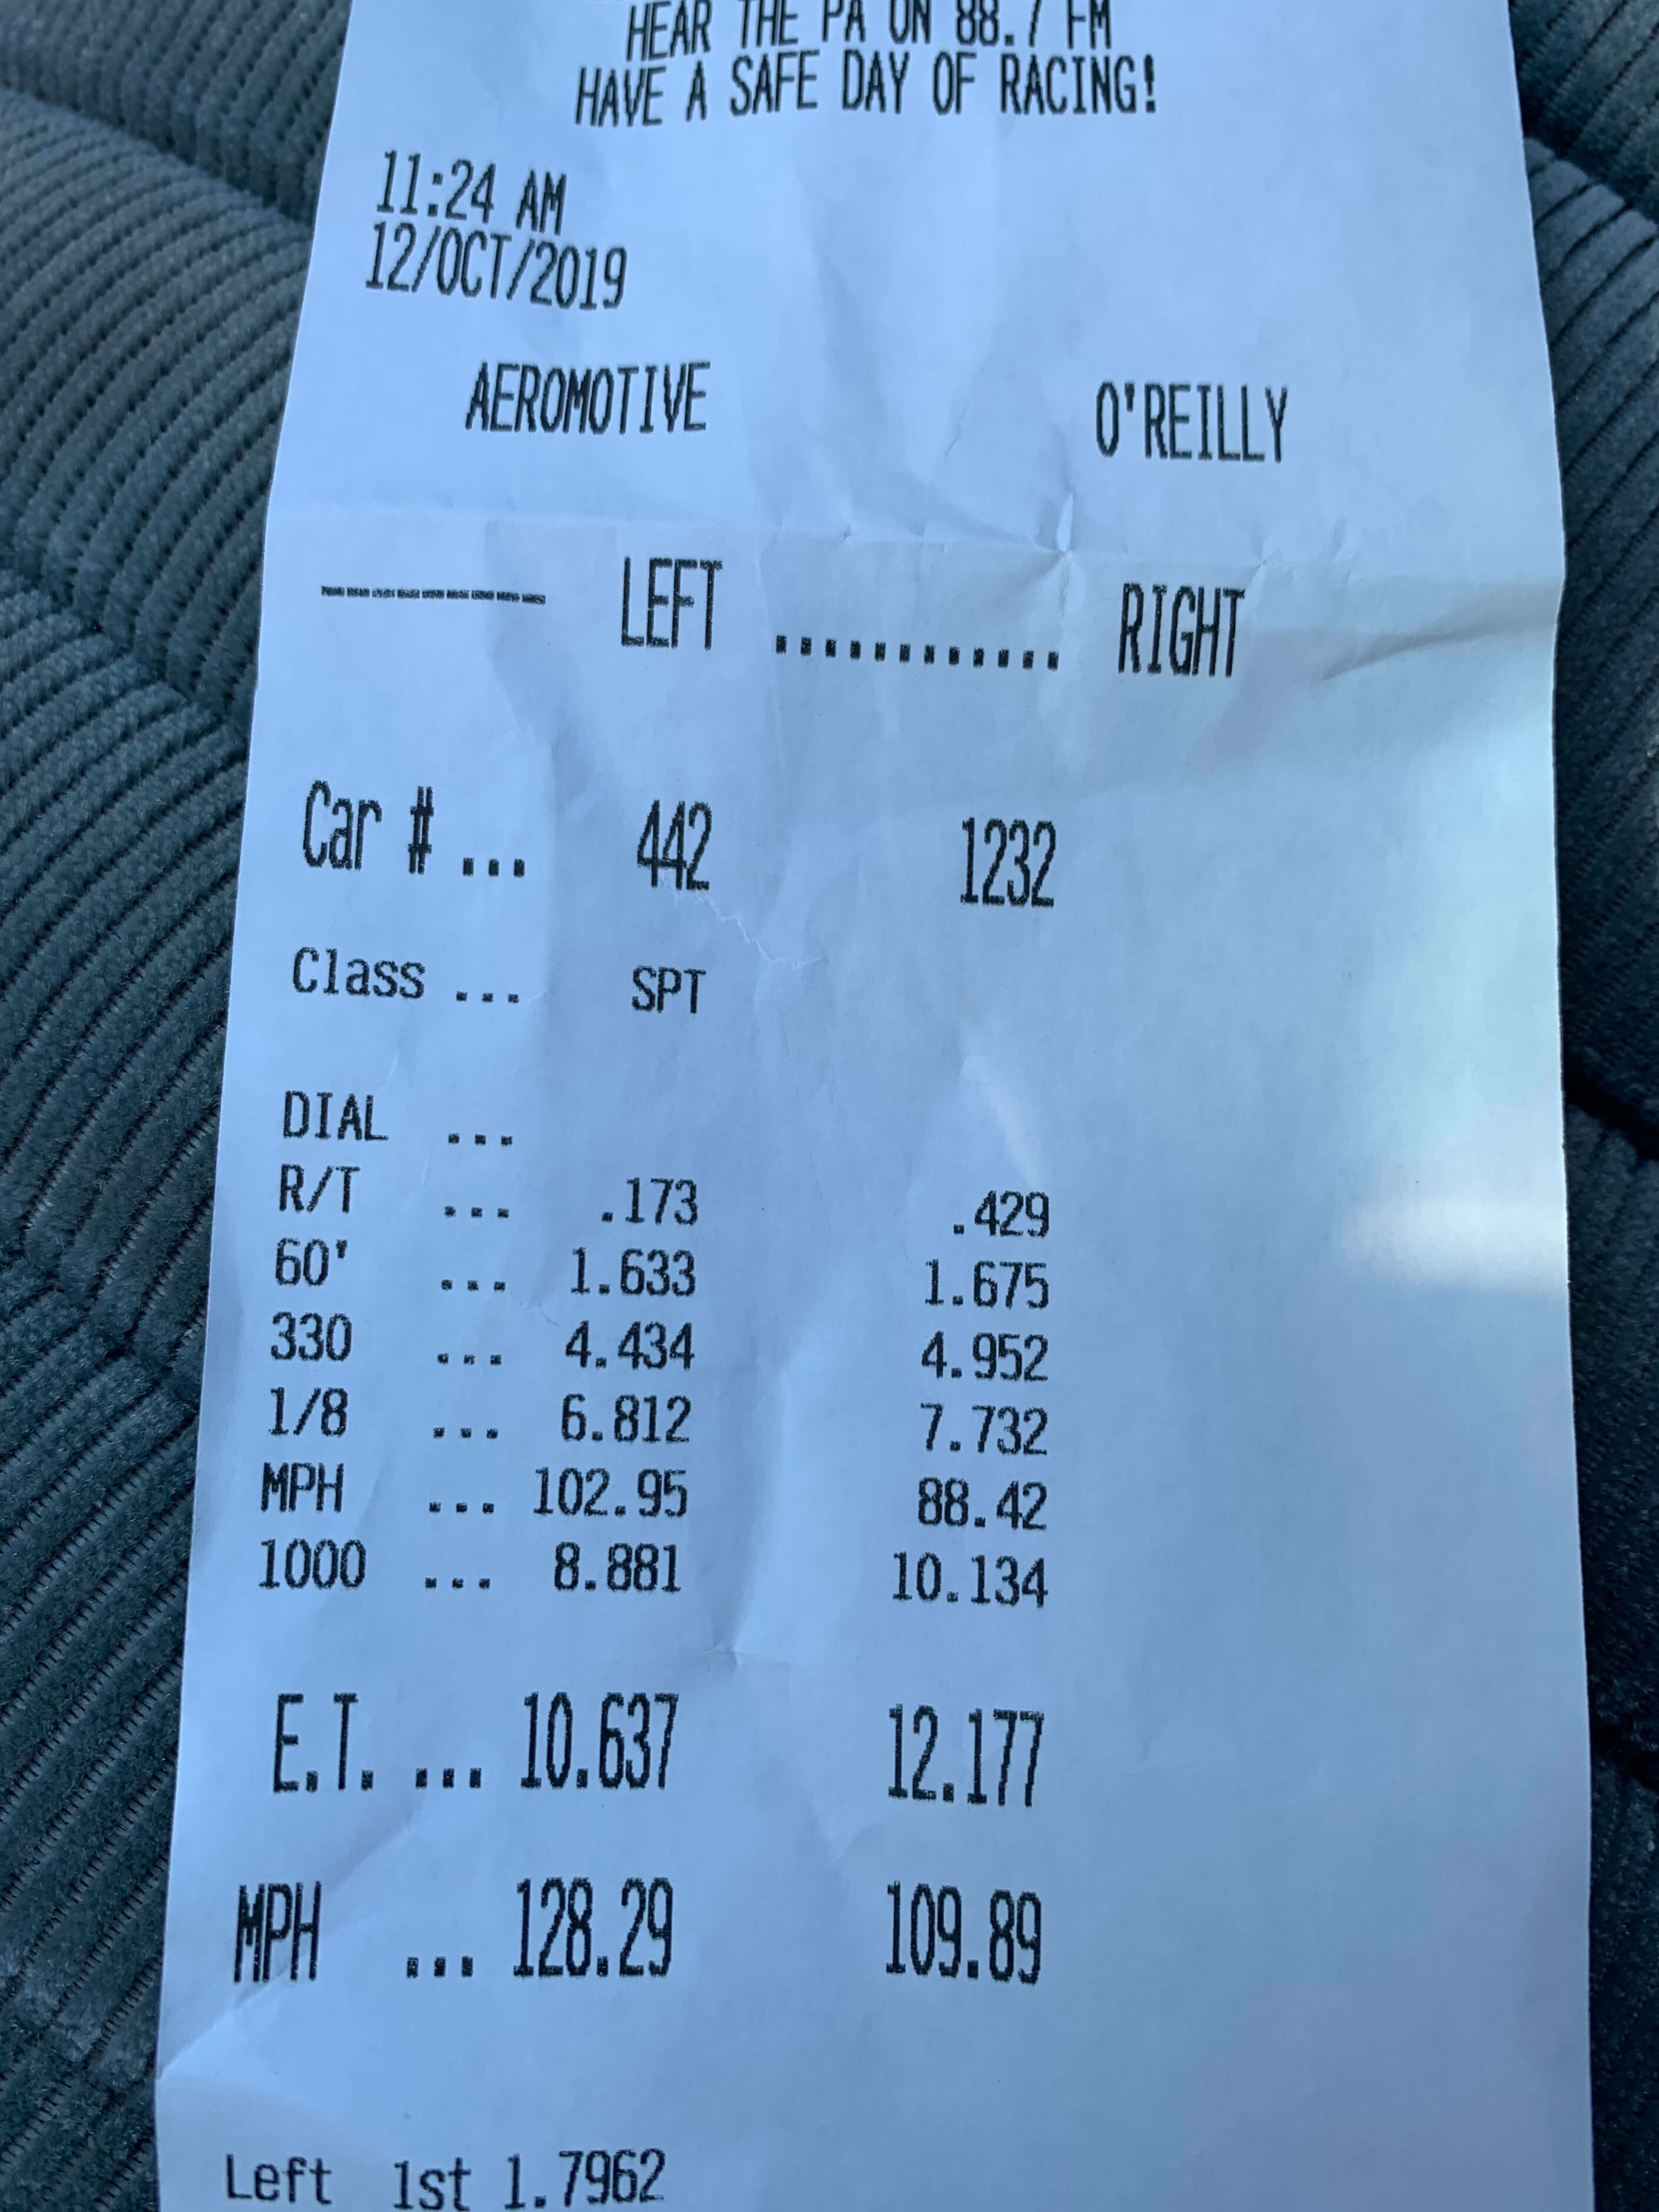 HEAR THE PA ON 88.7 FM
HAVE A SAFE DAY OF RACING!
11:24 AM
12/OCT/2019
AEROMOTIVE O'REILLY
--------- LEFT ............ RIGHT
Car # ... 442 1232
Class ... SPT
DIAL ...
R/T ... .173 .429
60' ... 1.633 1.675
330 ... 4.434 4.952
1/8 ... 6.812 7.732
MPH ... 102.95 88.42
1000 ... 8.881 10.134
E.T. ... 10.637 12.177
MPH ... 128.29 109.89
Left 1st 1.7962